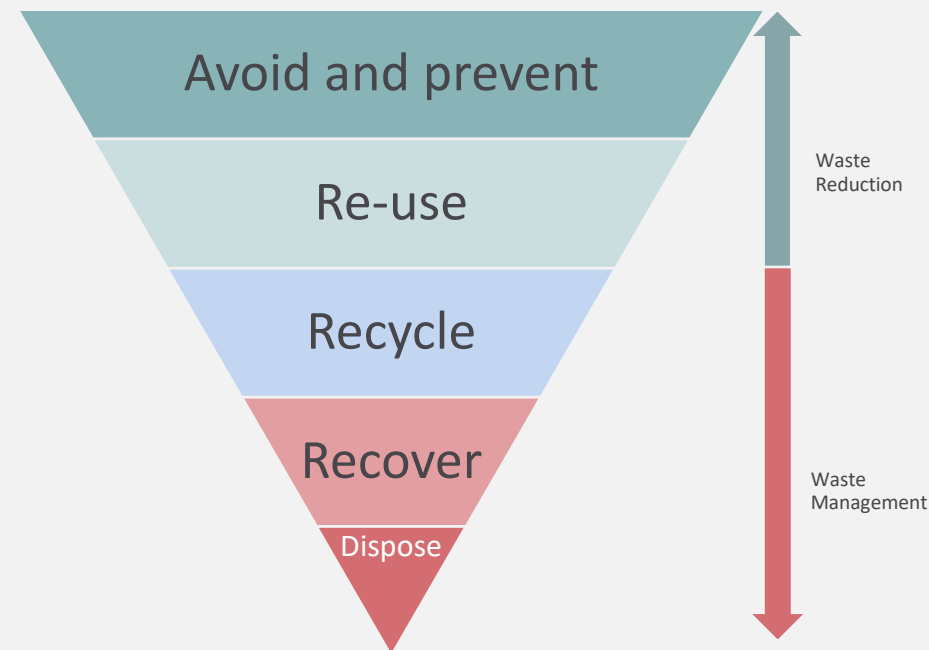 Avoid and prevent
Waste
Reduction
Re-use
Recycle
Recover
Waste
Management
Dispose